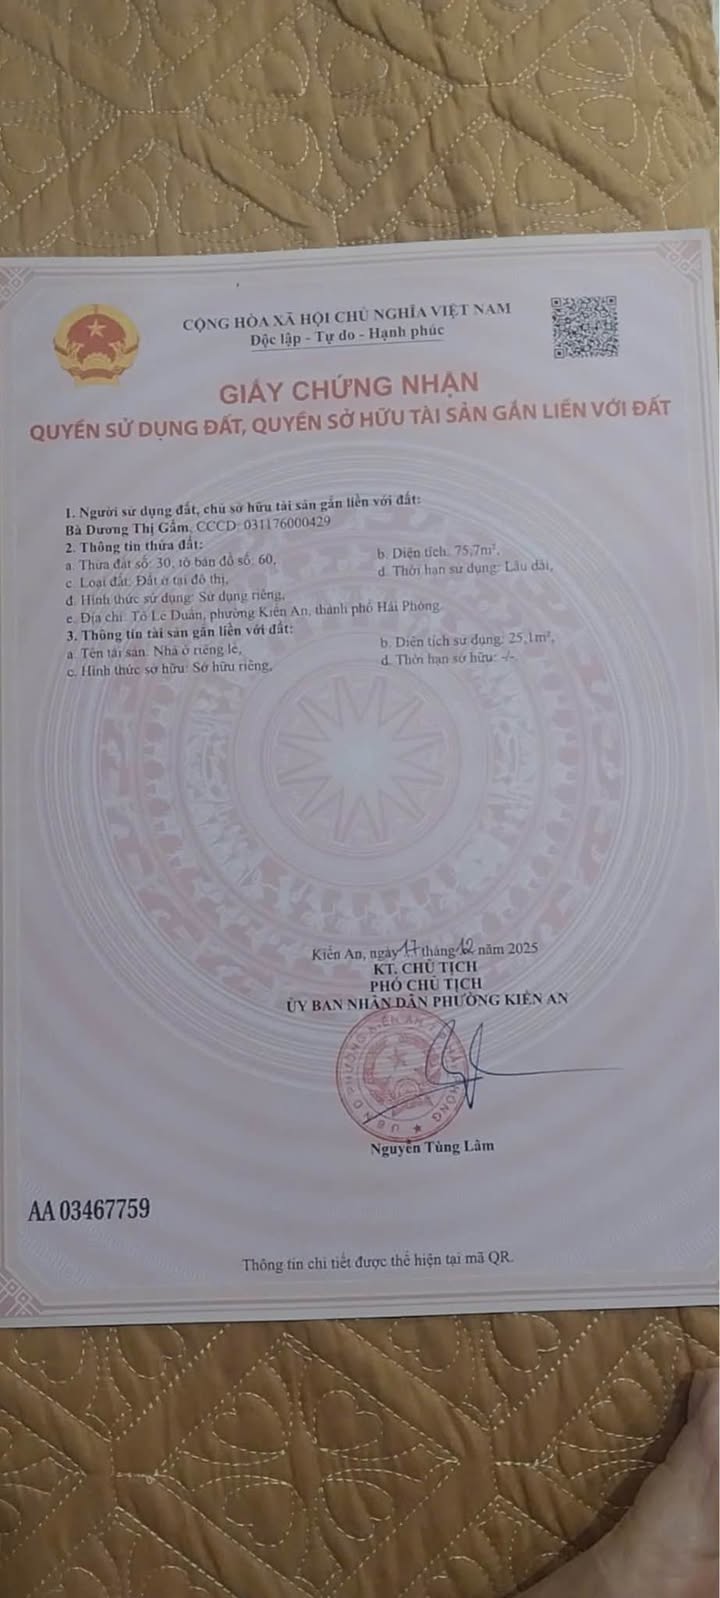 CỘNG HÒA XÃ HỘI CHỦ NGHĨA VIỆT NAM
Độc lập - Tự do - Hạnh phúc
GIẤY CHỨNG NHẬN
QUYỀN SỬ DỤNG ĐẤT, QUYỀN SỞ HỮU TÀI SẢN GẮN LIỀN VỚI ĐẤT
1. Người sử dụng đất, chủ sở hữu tài sản gắn liền với đất:
Bà Dương Thị Gấm, CCCD: 031176000429
2. Thông tin thửa đất:
a. Thửa đất số: 30, tờ bản đồ số: 60, b. Diện tích: 75,7m²,
c. Loại đất: Đất ở tại đô thị, d. Thời hạn sử dụng: Lâu dài,
đ. Hình thức sử dụng: Sử dụng riêng,
e. Địa chỉ: Tổ Lê Duẩn, phường Kiến An, thành phố Hải Phòng.
3. Thông tin tài sản gắn liền với đất:
a. Tên tài sản: Nhà ở riêng lẻ, b. Diện tích sử dụng: 25,1m²,
c. Hình thức sở hữu: Sở hữu riêng, d. Thời hạn sở hữu: -/-
Kiến An, ngày 17 tháng 12 năm 2025
KT. CHỦ TỊCH
PHÓ CHỦ TỊCH
ỦY BAN NHÂN DÂN PHƯỜNG KIẾN AN
U.B.N.D PHƯỜNG KIẾN AN
Nguyễn Tùng Lâm
AA 03467759
Thông tin chi tiết được thể hiện tại mã QR.